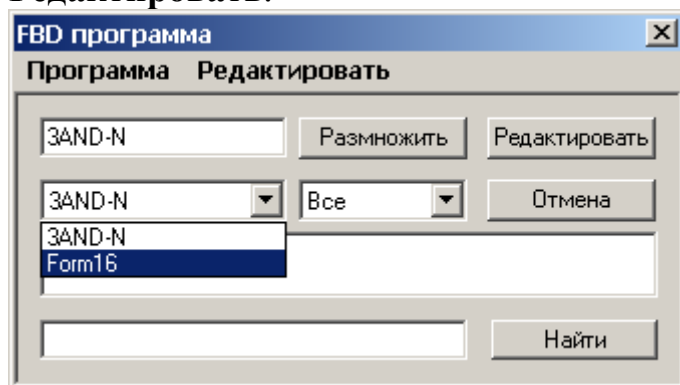 Редактировать.
FBD программа
Программа Редактировать
3AND-N Размножить Редактировать
3AND-N Все Отмена
3AND-N
Form16
Найти